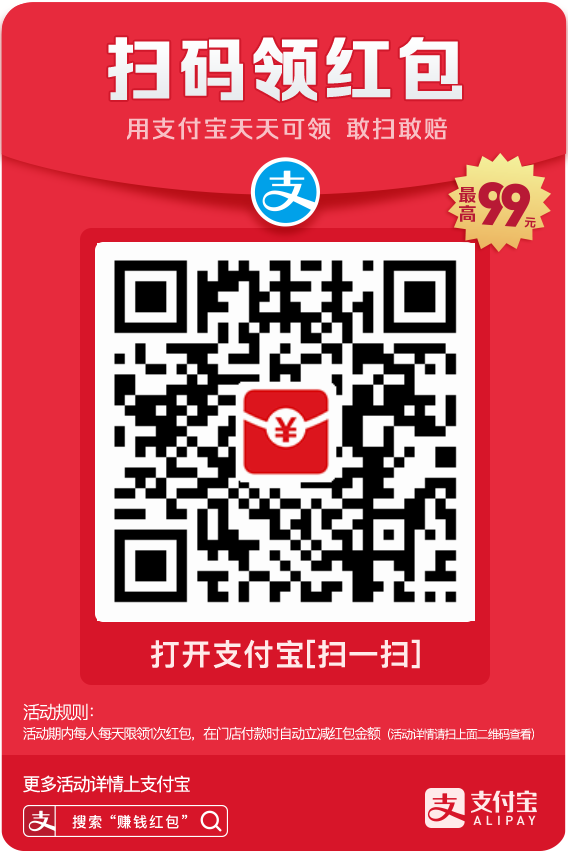 扫码领红包
用支付宝天天可领 敢扫敢赔
支
最高99元
¥
打开支付宝[扫一扫]
活动规则:
活动期内每人每天限领1次红包，在门店付款时自动立减红包金额（活动详情请扫上面二维码查看）
更多活动详情上支付宝
支 搜索“赚钱红包”
支 支付宝
ALIPAY